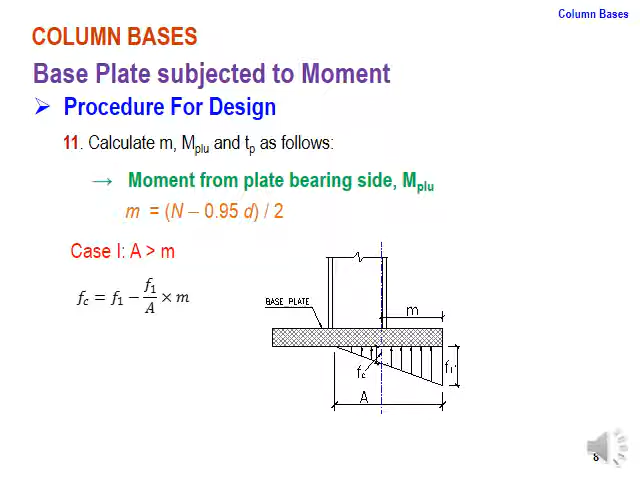 Column Bases
COLUMN BASES
Base Plate subjected to Moment
➢ Procedure For Design
11. Calculate m, Mplu and tp as follows:
→ Moment from plate bearing side, Mplu
m = (N – 0.95 d) / 2
Case I: A > m
fc = f1 − f1/A × m
BASE PLATE
m
fc
f1
A
8